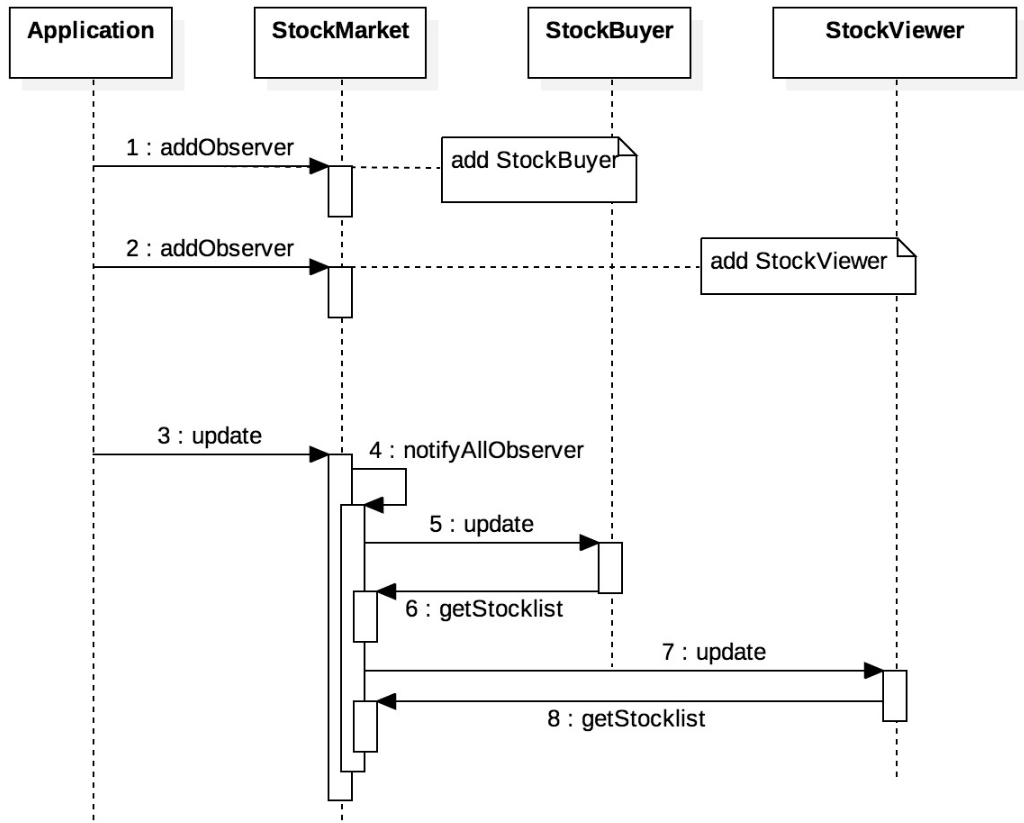 Application
StockMarket
StockBuyer
StockViewer
1 : addObserver
add StockBuyer
2 : addObserver
add StockViewer
3 : update
4 : notifyAllObserver
5 : update
6 : getStocklist
7 : update
8 : getStocklist